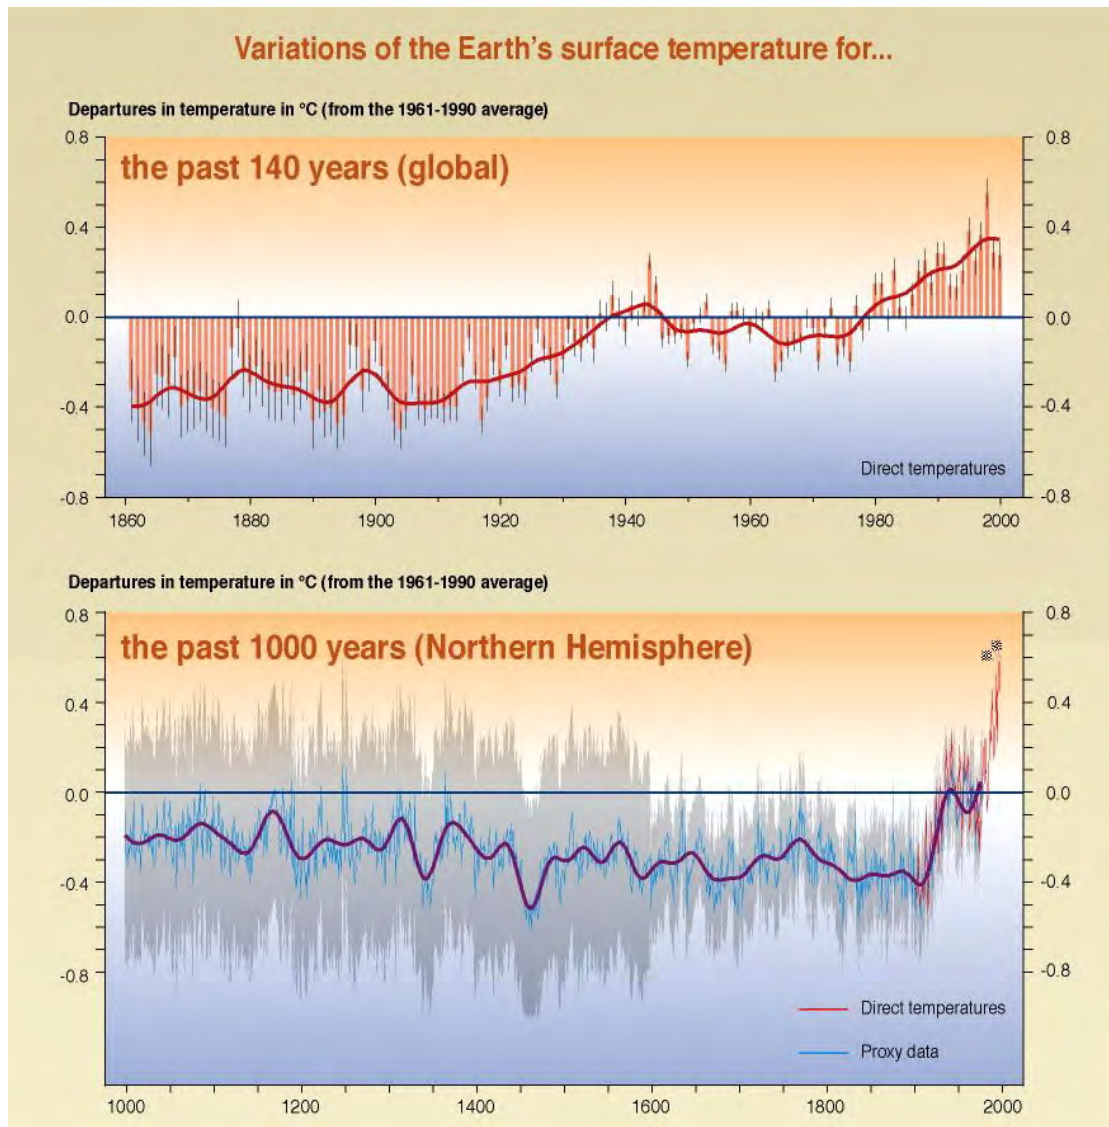 Variations of the Earth's surface temperature for...
Departures in temperature in °C (from the 1961-1990 average)
the past 140 years (global)
0.8 0.8
0.4 0.4
0.0 0.0
-0.4 -0.4
-0.8 -0.8
Direct temperatures
1860 1880 1900 1920 1940 1960 1980 2000
Departures in temperature in °C (from the 1961-1990 average)
the past 1000 years (Northern Hemisphere)
0.8 0.8
0.4 0.4
0.0 0.0
-0.4 -0.4
-0.8 -0.8
Direct temperatures
Proxy data
1000 1200 1400 1600 1800 2000